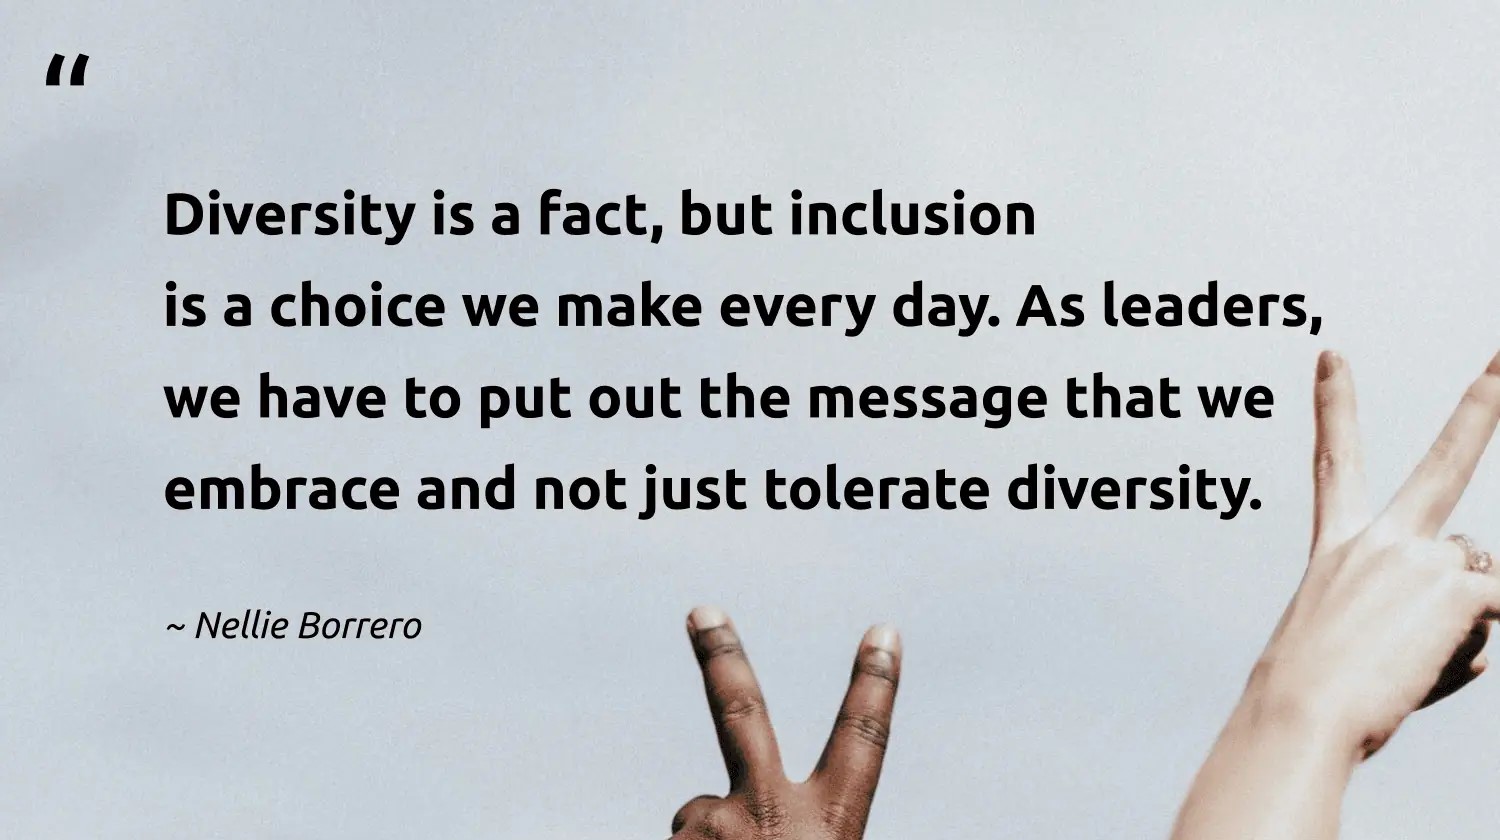 “
Diversity is a fact, but inclusion
is a choice we make every day. As leaders,
we have to put out the message that we
embrace and not just tolerate diversity.
~ Nellie Borrero